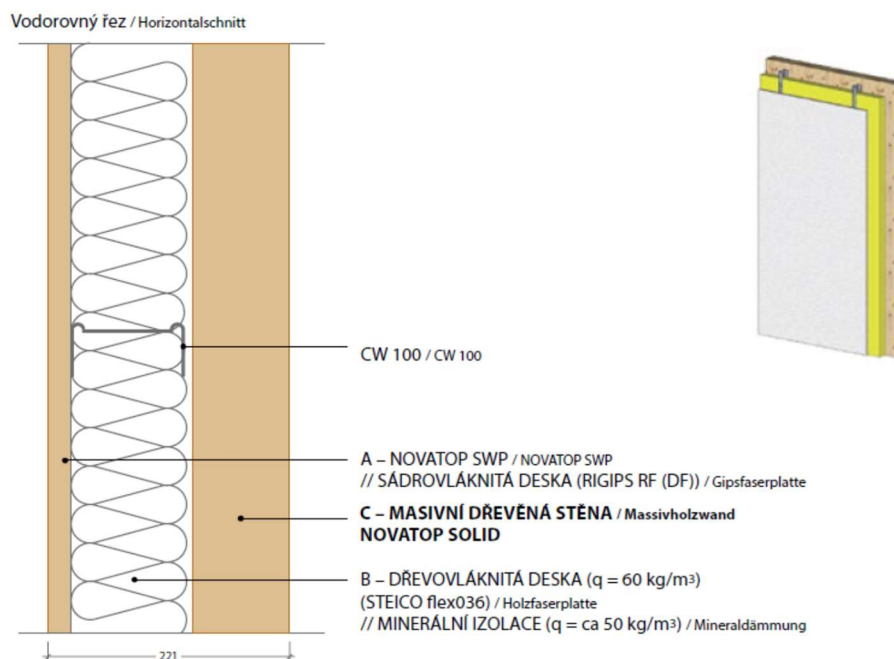 Vodorovný řez / Horizontalschnitt
CW 100 / CW 100
A – NOVATOP SWP / NOVATOP SWP
// SÁDROVLÁKNITÁ DESKA (RIGIPS RF (DF)) / Gipsfaserplatte
C – MASIVNÍ DŘEVĚNÁ STĚNA / Massivholzwand
NOVATOP SOLID
B – DŘEVOVLÁKNITÁ DESKA (q = 60 kg/m³)
(STEICO flex036) / Holzfaserplatte
// MINERÁLNÍ IZOLACE (q = ca 50 kg/m³) / Mineraldämmung
221